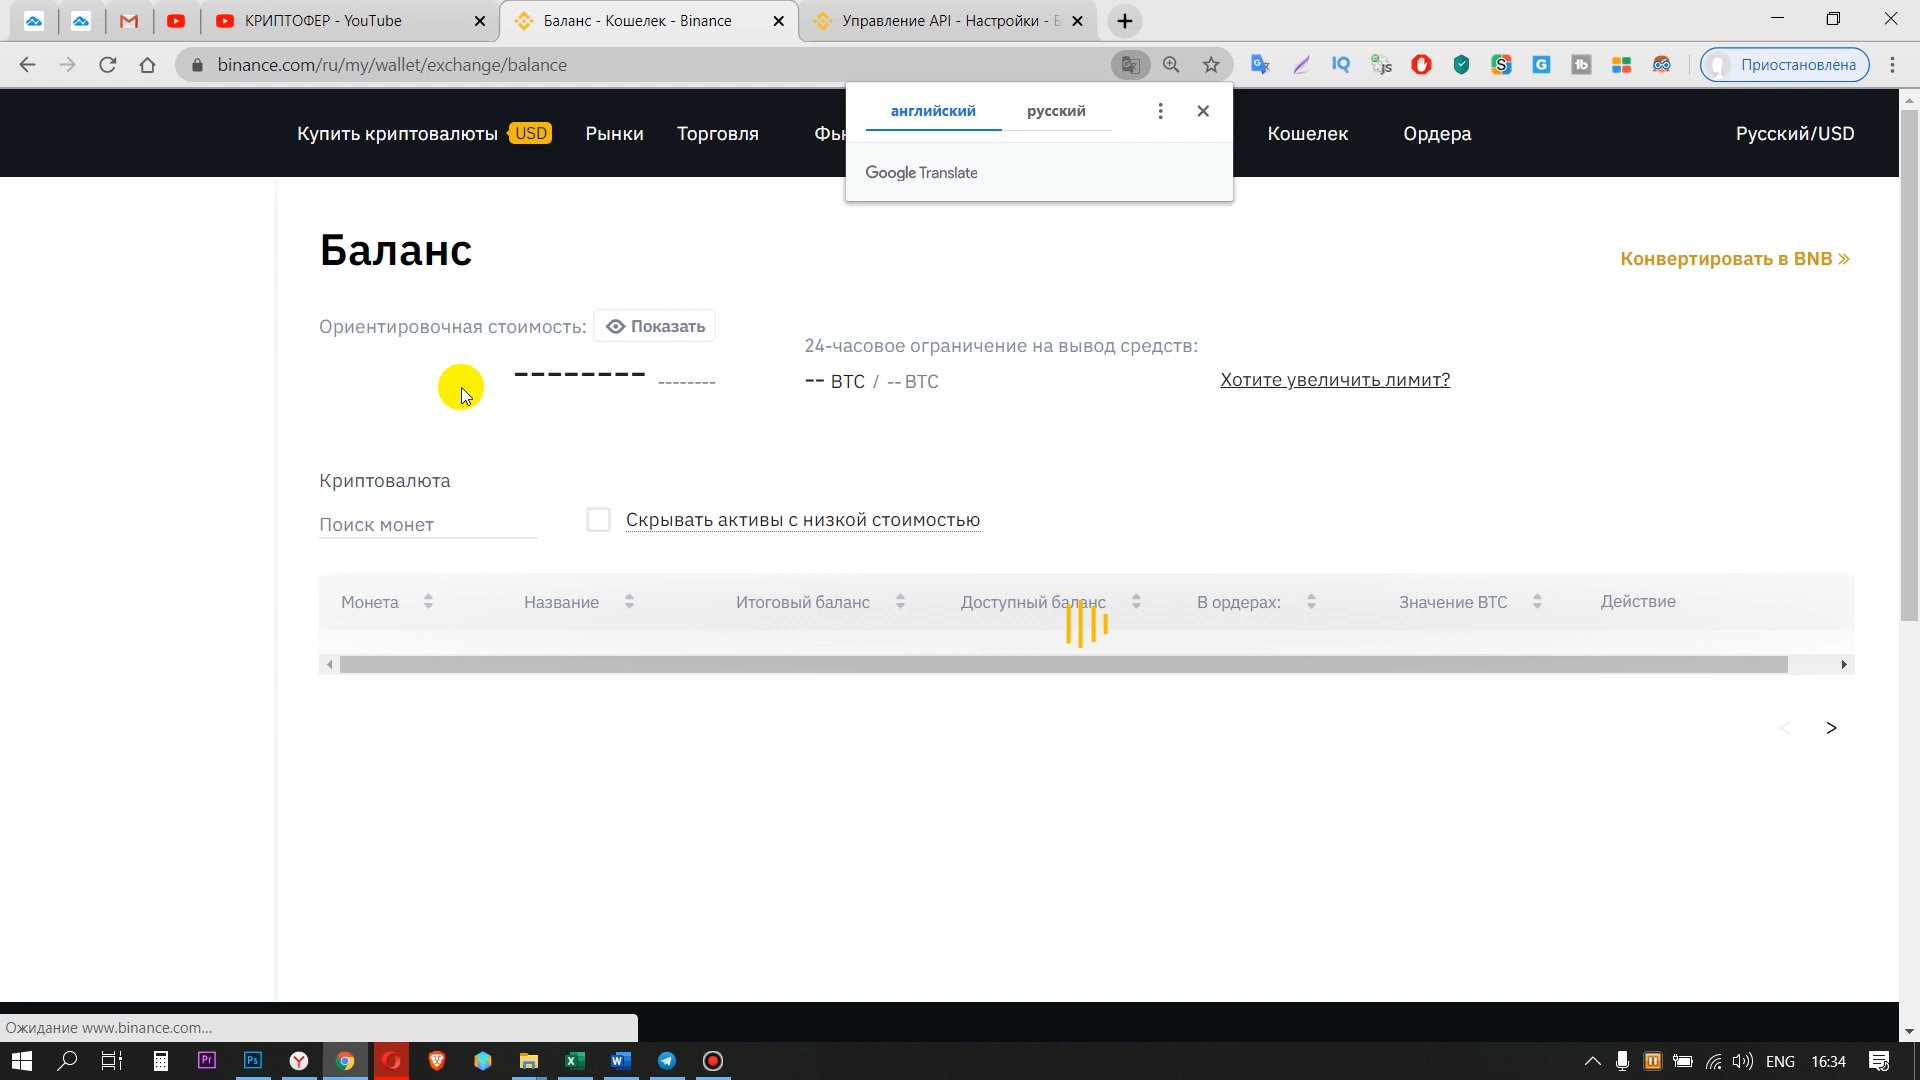 КРИПТОФЕР - YouTube
Баланс - Кошелек - Binance
Управление API - Настройки -
binance.com/ru/my/wallet/exchange/balance
Приостановлена
английский
русский
Google Translate
Купить криптовалюты USD
Рынки
Торговля
Кошелек
Ордера
Русский/USD
Баланс
Конвертировать в BNB »
Ориентировочная стоимость:
Показать
-------- --------
24-часовое ограничение на вывод средств:
-- BTC / -- BTC
Хотите увеличить лимит?
Криптовалюта
Поиск монет
Скрывать активы с низкой стоимостью
Монета
Название
Итоговый баланс
Доступный баланс
В ордерах:
Значение BTC
Действие
< >
Ожидание www.binance.com...
ENG
16:34